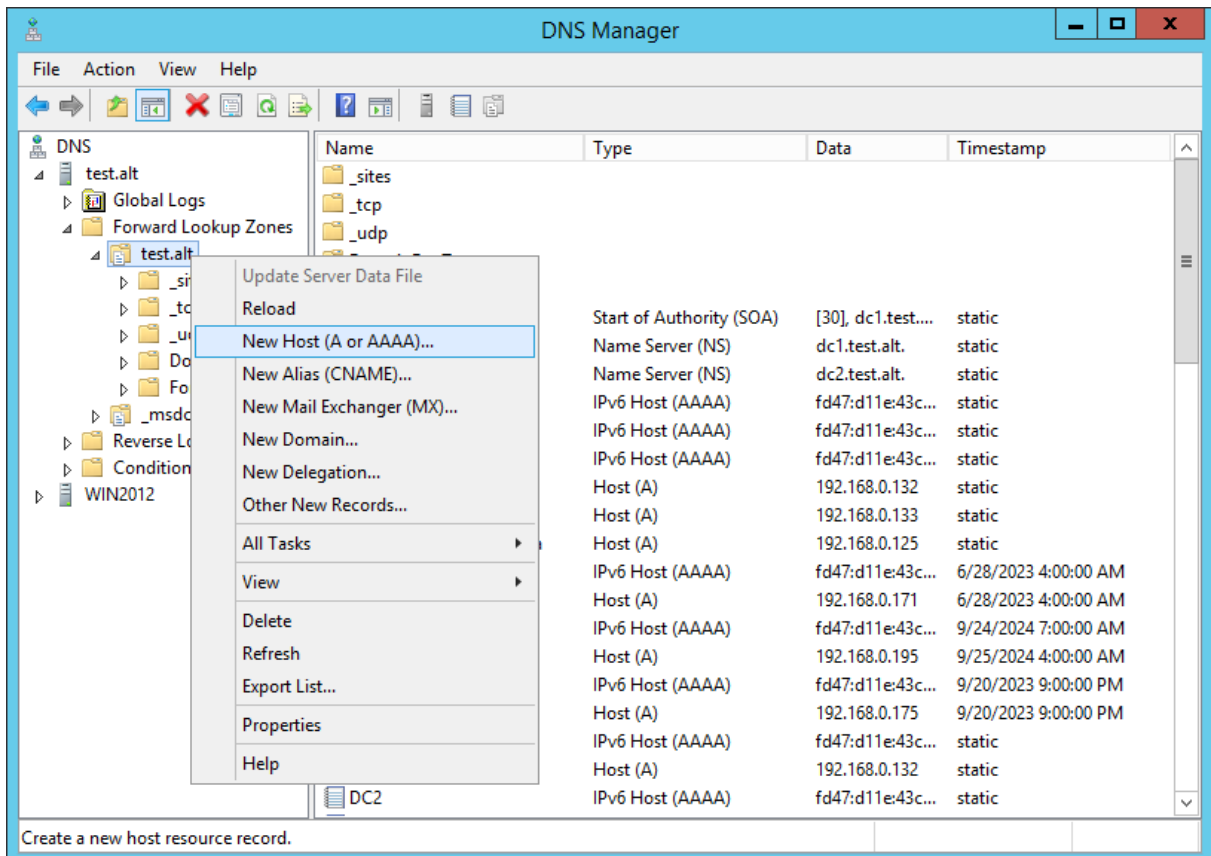 DNS Manager
File Action View Help
DNS
test.alt
Global Logs
Forward Lookup Zones
test.alt
_tcp
_msdc
Reverse Lo
Condition
WIN2012
Update Server Data File
Reload
New Host (A or AAAA)...
New Alias (CNAME)...
New Mail Exchanger (MX)...
New Domain...
New Delegation...
Other New Records...
All Tasks
View
Delete
Refresh
Export List...
Properties
Help
Name Type Data Timestamp
_sites
_tcp
_udp
Start of Authority (SOA) [30], dc1.test.... static
Name Server (NS) dc1.test.alt. static
Name Server (NS) dc2.test.alt. static
IPv6 Host (AAAA) fd47:d11e:43c... static
IPv6 Host (AAAA) fd47:d11e:43c... static
IPv6 Host (AAAA) fd47:d11e:43c... static
Host (A) 192.168.0.132 static
Host (A) 192.168.0.133 static
Host (A) 192.168.0.125 static
IPv6 Host (AAAA) fd47:d11e:43c... 6/28/2023 4:00:00 AM
Host (A) 192.168.0.171 6/28/2023 4:00:00 AM
IPv6 Host (AAAA) fd47:d11e:43c... 9/24/2024 7:00:00 AM
Host (A) 192.168.0.195 9/25/2024 4:00:00 AM
IPv6 Host (AAAA) fd47:d11e:43c... 9/20/2023 9:00:00 PM
Host (A) 192.168.0.175 9/20/2023 9:00:00 PM
IPv6 Host (AAAA) fd47:d11e:43c... static
Host (A) 192.168.0.132 static
DC2 IPv6 Host (AAAA) fd47:d11e:43c... static
Create a new host resource record.